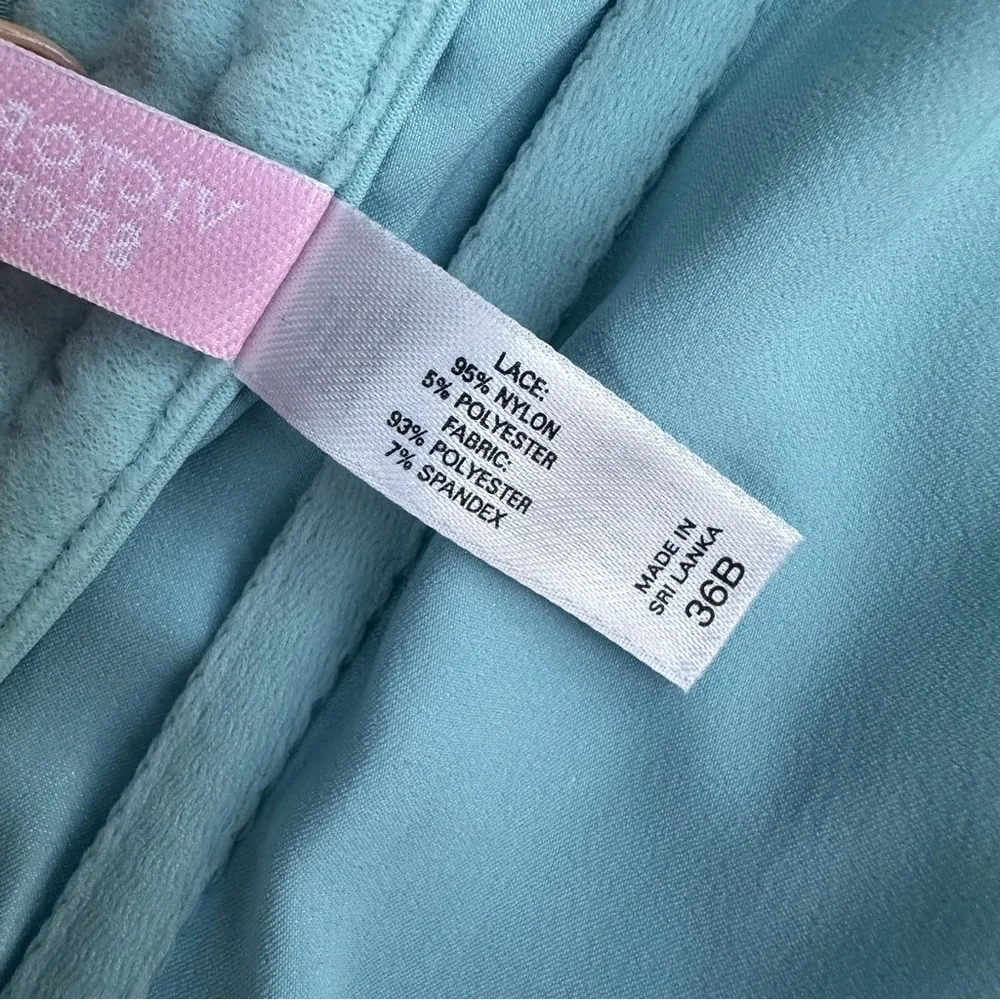 LACE:
95% NYLON
5% POLYESTER
FABRIC:
93% POLYESTER
7% SPANDEX
MADE IN
SRI LANKA
36B